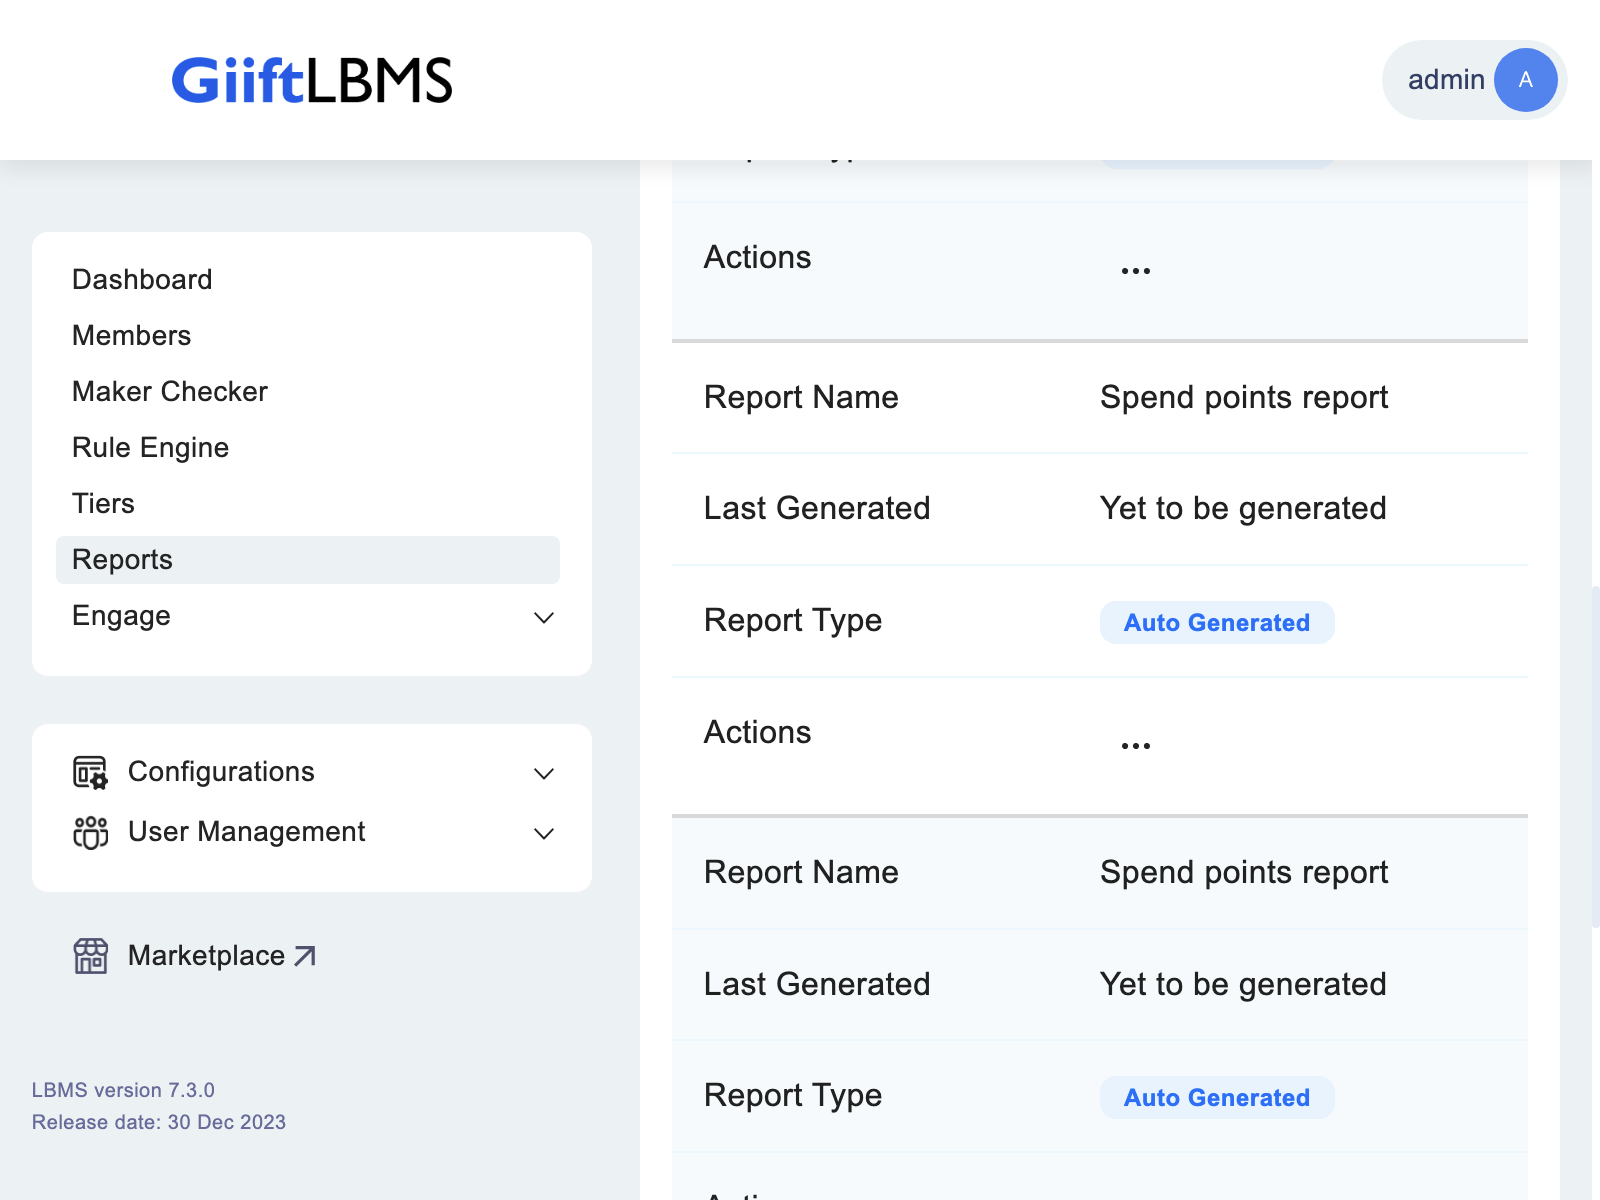 GiiftLBMS
admin A
Dashboard
Members
Maker Checker
Rule Engine
Tiers
Reports
Engage
Configurations
User Management
Marketplace
LBMS version 7.3.0
Release date: 30 Dec 2023
Actions ...
Report Name Spend points report
Last Generated Yet to be generated
Report Type Auto Generated
Actions ...
Report Name Spend points report
Last Generated Yet to be generated
Report Type Auto Generated